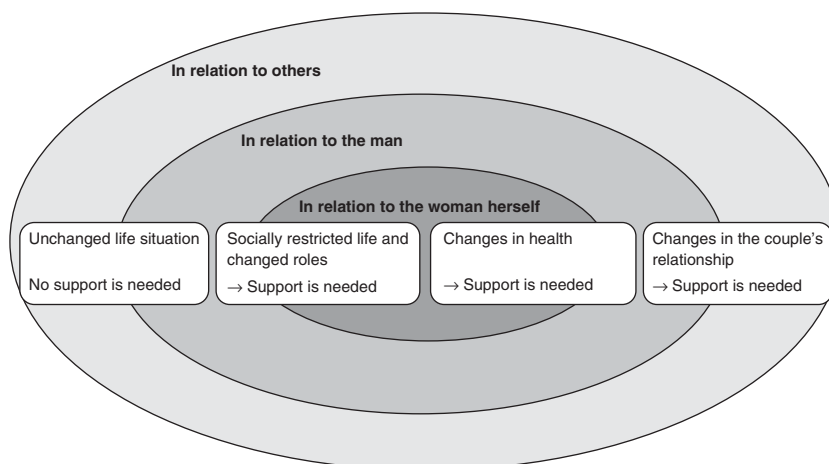 In relation to others
In relation to the man
In relation to the woman herself
Unchanged life situation
No support is needed
Socially restricted life and
changed roles
→ Support is needed
Changes in health
→ Support is needed
Changes in the couple's
relationship
→ Support is needed